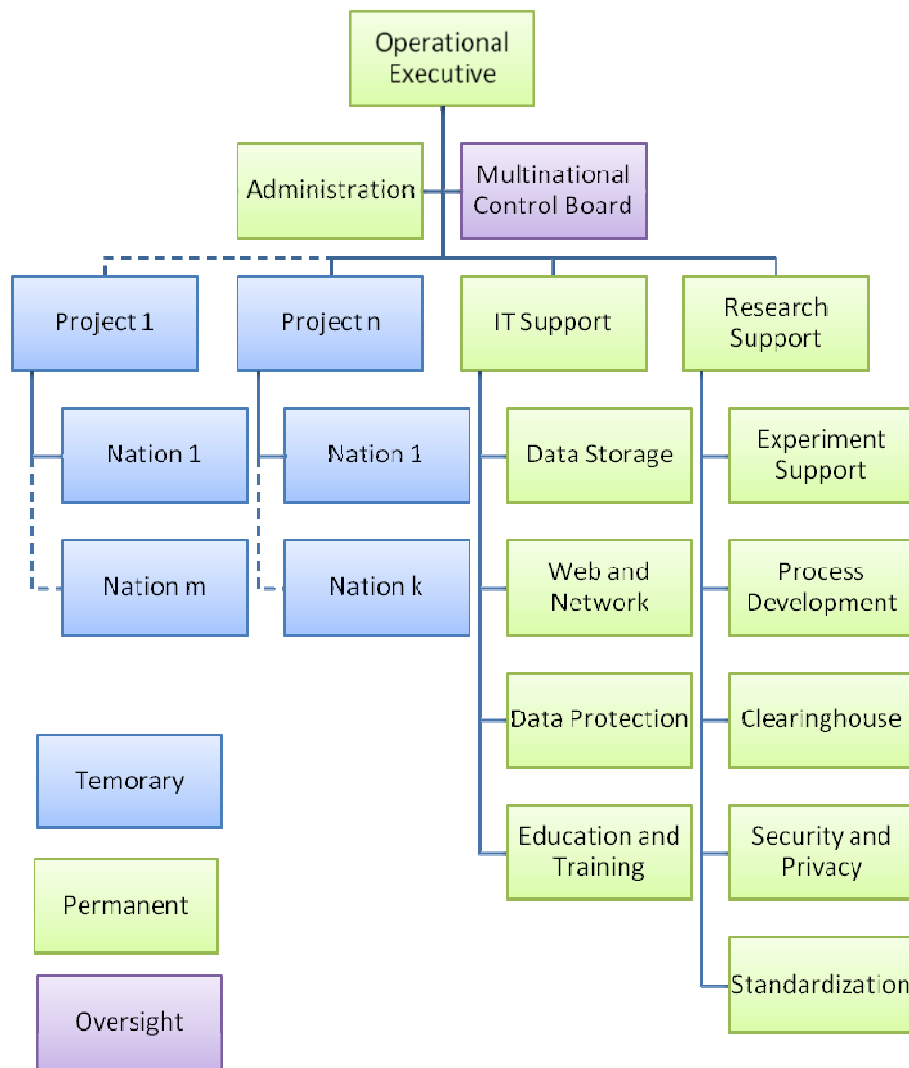 Operational
Executive
Administration
Multinational
Control Board
Project 1
Project n
IT Support
Research
Support
Nation 1
Nation 1
Data Storage
Experiment
Support
Nation m
Nation k
Web and
Network
Process
Development
Data Protection
Clearinghouse
Temorary
Education and
Training
Security and
Privacy
Permanent
Standardization
Oversight